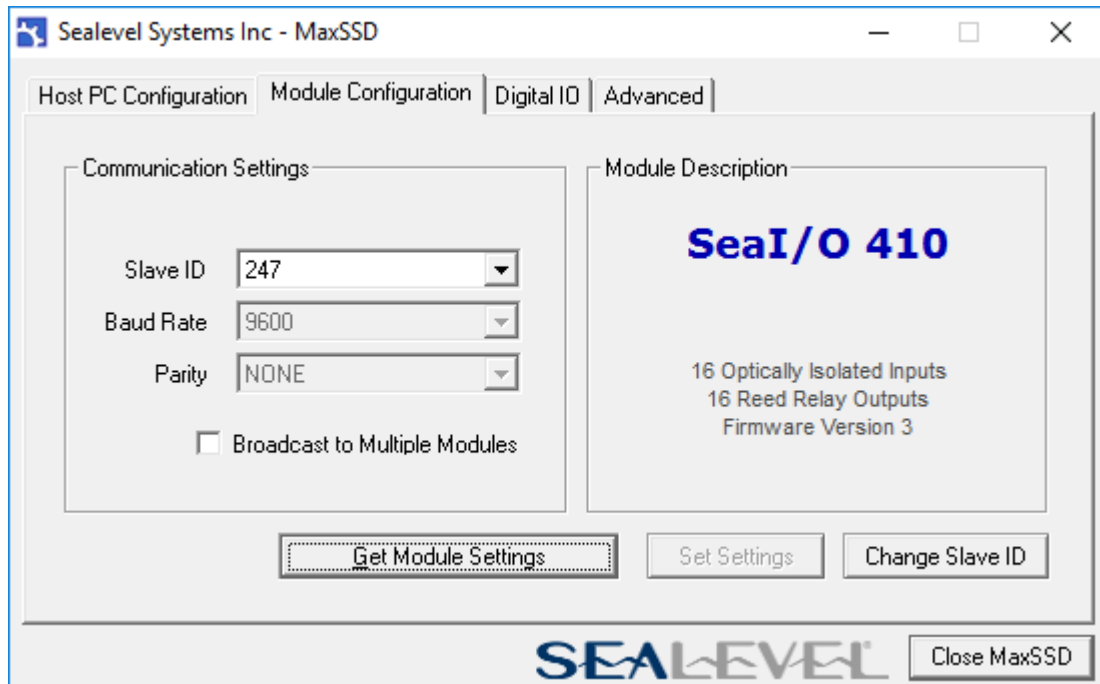 Sealevel Systems Inc - MaxSSD
Host PC Configuration Module Configuration Digital IO Advanced
Communication Settings
Slave ID 247
Baud Rate 9600
Parity NONE
Broadcast to Multiple Modules
Module Description
SeaI/O 410
16 Optically Isolated Inputs
16 Reed Relay Outputs
Firmware Version 3
Get Module Settings Set Settings Change Slave ID
SEALEVEL® Close MaxSSD